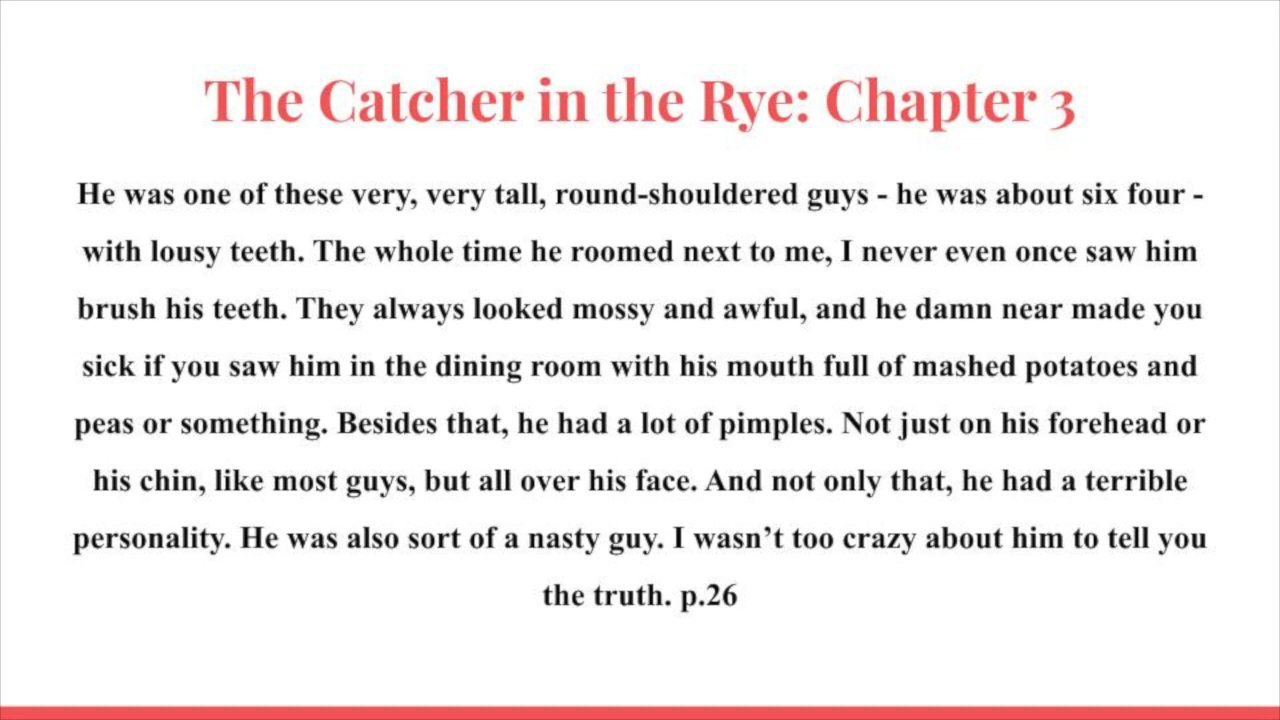 The Catcher in the Rye: Chapter 3
He was one of these very, very tall, round-shouldered guys - he was about six four -
with lousy teeth. The whole time he roomed next to me, I never even once saw him
brush his teeth. They always looked mossy and awful, and he damn near made you
sick if you saw him in the dining room with his mouth full of mashed potatoes and
peas or something. Besides that, he had a lot of pimples. Not just on his forehead or
his chin, like most guys, but all over his face. And not only that, he had a terrible
personality. He was also sort of a nasty guy. I wasn’t too crazy about him to tell you
the truth. p.26